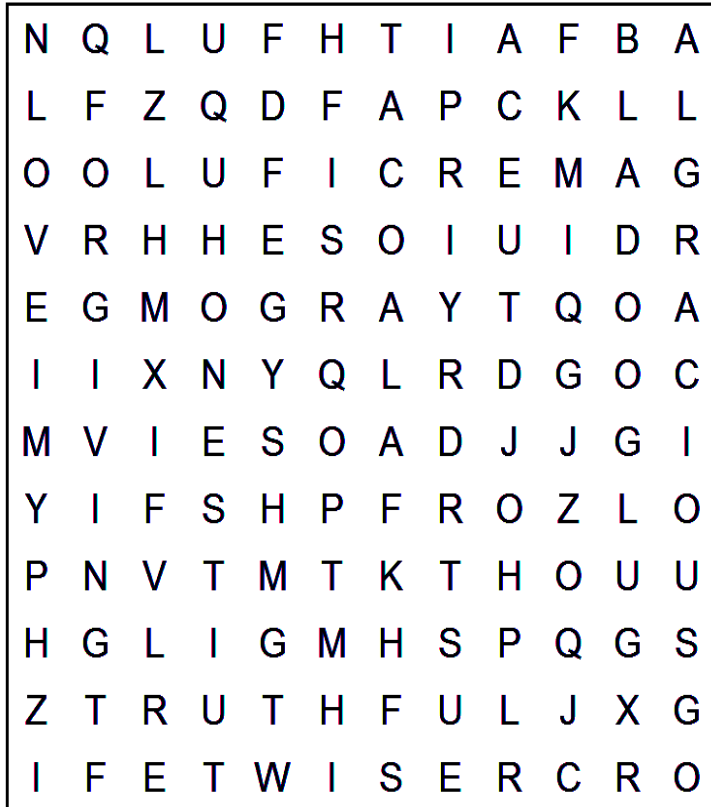 N Q L U F H T I A F B A
L F Z Q D F A P C K L L
O O L U F I C R E M A G
V R H H E S O I U I D R
E G M O G R A Y T Q O A
I I X N Y Q L R D G O C
M V I E S O A D J J G I
Y I F S H P F R O Z L O
P N V T M T K T H O U U
H G L I G M H S P Q G S
Z T R U T H F U L J X G
I F E T W I S E R C R O